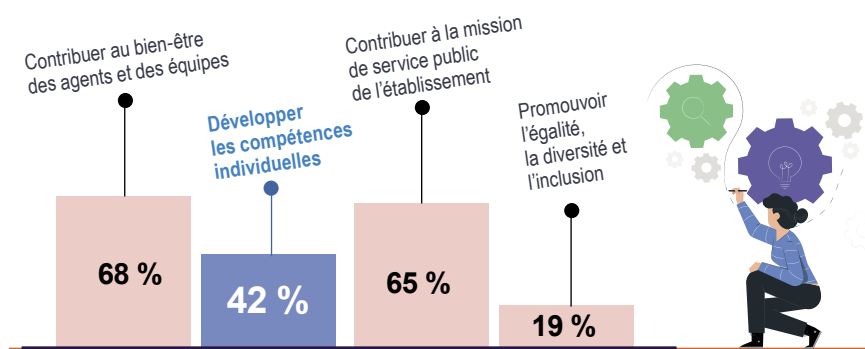 Contribuer au bien-être
des agents et des équipes
68 %
Développer
les compétences
individuelles
42 %
Contribuer à la mission
de service public
de l’établissement
65 %
Promouvoir
l’égalité,
la diversité et
l’inclusion
19 %